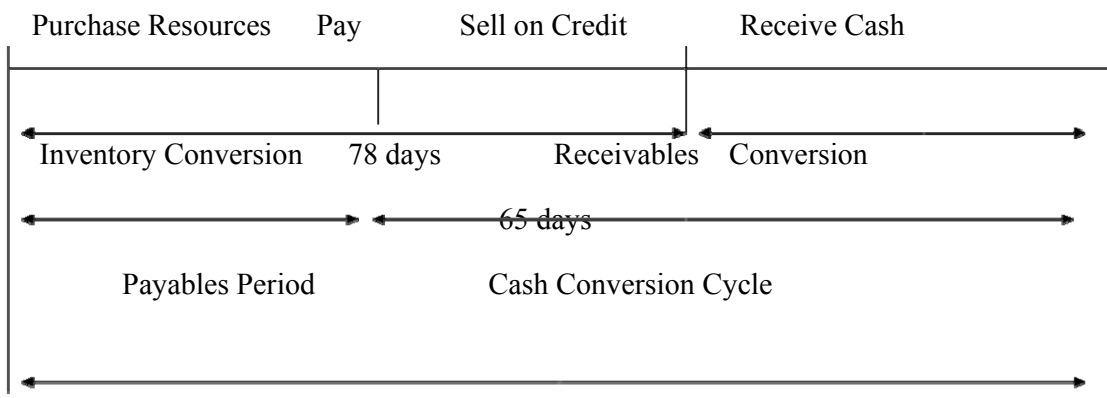 Purchase Resources Pay Sell on Credit Receive Cash
Inventory Conversion 78 days Receivables Conversion
65 days
Payables Period Cash Conversion Cycle